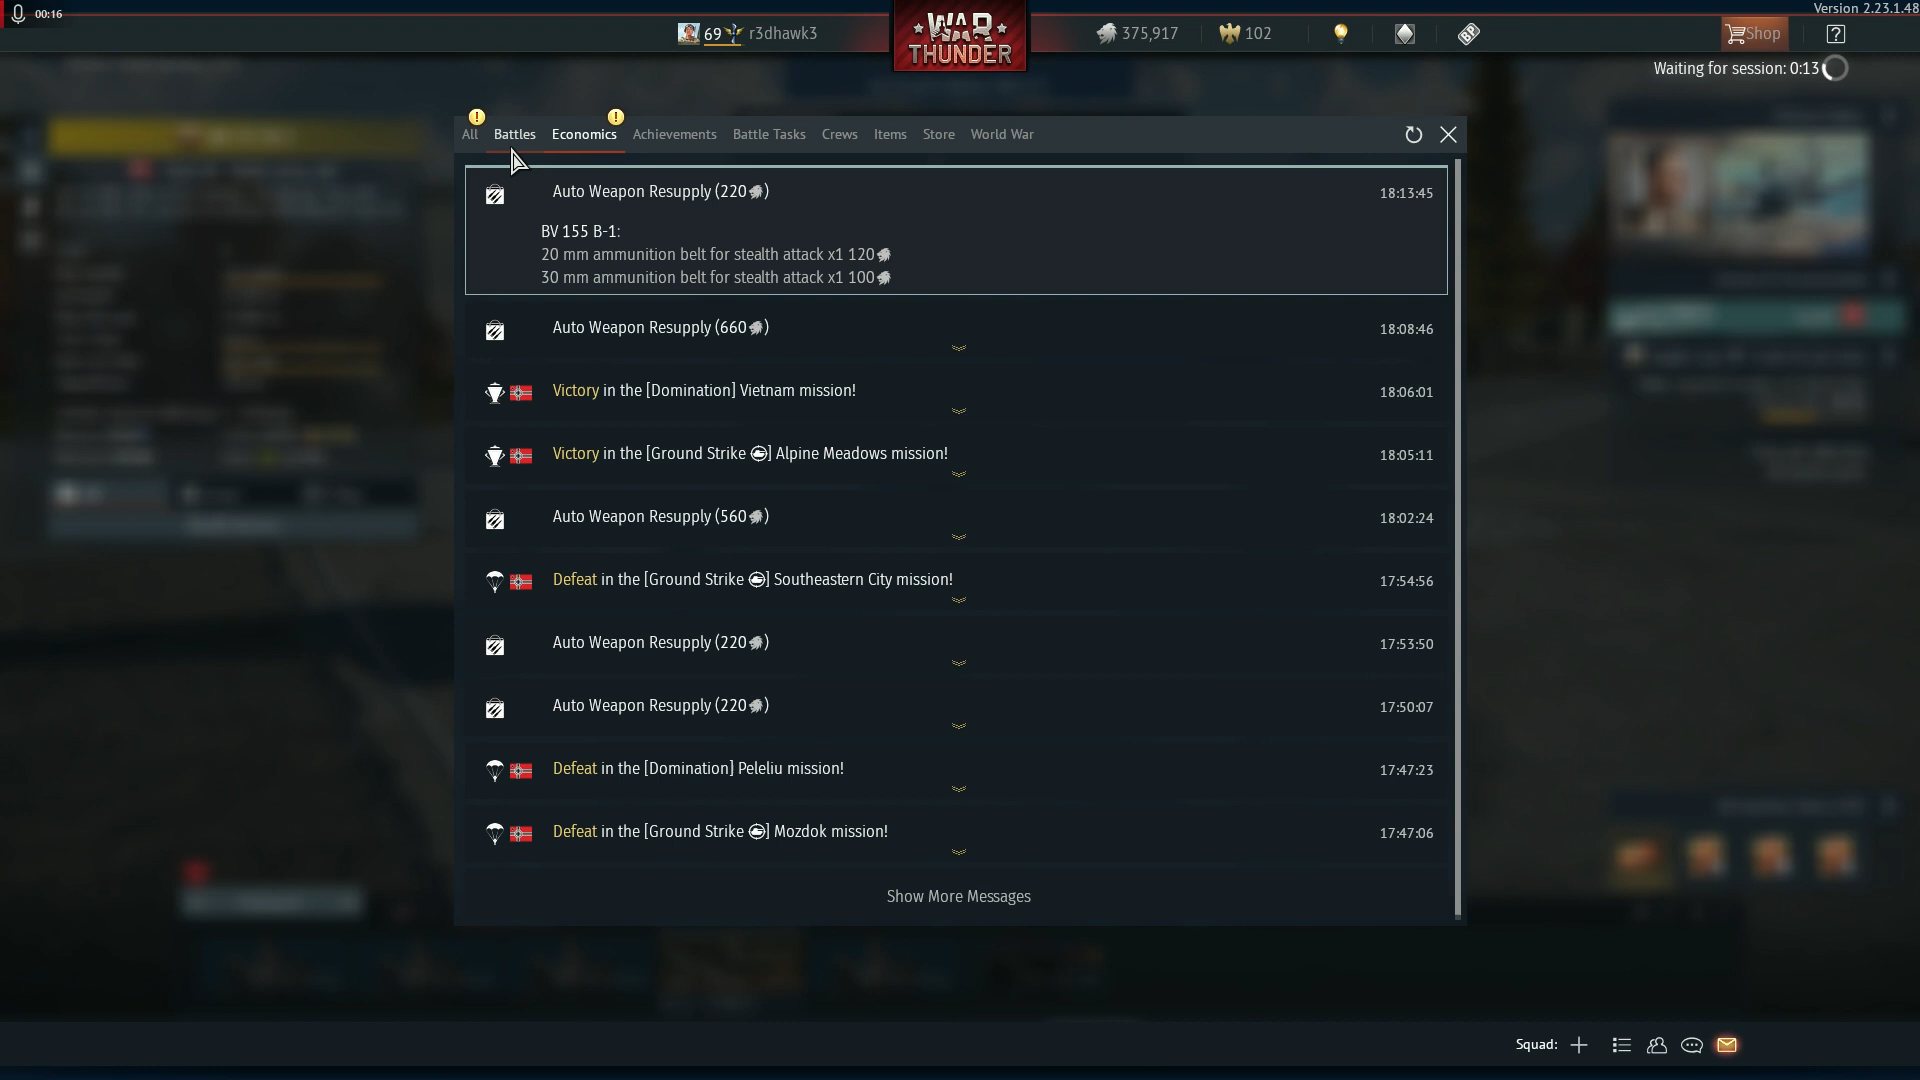 00:16
Version 2.23.1.48
69 r3dhawk3
WAR
THUNDER
375,917
102
BP
Shop
?
Waiting for session: 0:13
All Battles Economics Achievements Battle Tasks Crews Items Store World War
Auto Weapon Resupply (220) 18:13:45
BV 155 B-1:
20 mm ammunition belt for stealth attack x1 120
30 mm ammunition belt for stealth attack x1 100
Auto Weapon Resupply (660) 18:08:46
Victory in the [Domination] Vietnam mission! 18:06:01
Victory in the [Ground Strike] Alpine Meadows mission! 18:05:11
Auto Weapon Resupply (560) 18:02:24
Defeat in the [Ground Strike] Southeastern City mission! 17:54:56
Auto Weapon Resupply (220) 17:53:50
Auto Weapon Resupply (220) 17:50:07
Defeat in the [Domination] Peleliu mission! 17:47:23
Defeat in the [Ground Strike] Mozdok mission! 17:47:06
Show More Messages
Squad: